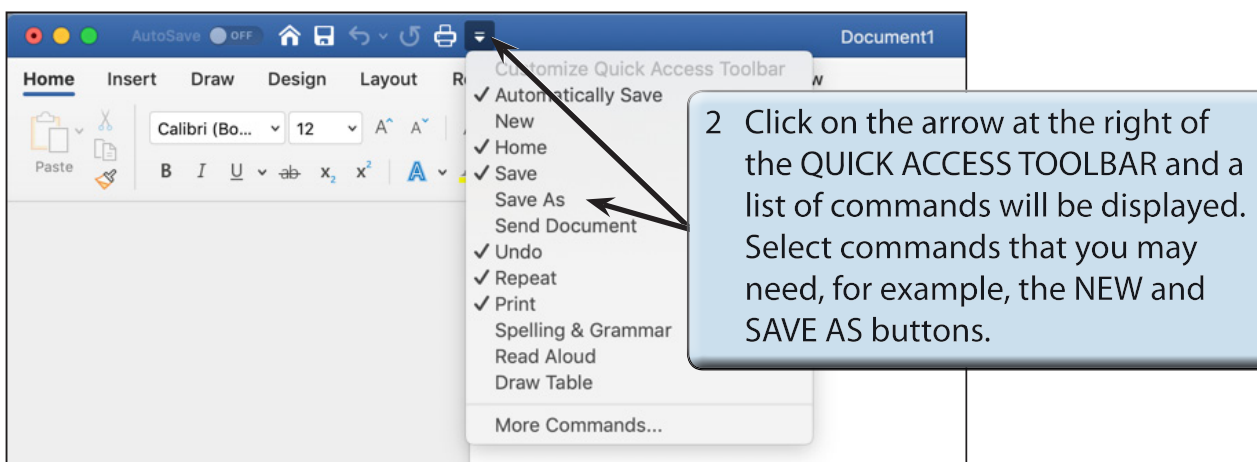 AutoSave OFF Document1
Home Insert Draw Design Layout R w
Customize Quick Access Toolbar
✓ Automatically Save
New
✓ Home
✓ Save
Save As
Send Document
✓ Undo
✓ Repeat
✓ Print
Spelling & Grammar
Read Aloud
Draw Table
More Commands...
Calibri (Bo... 12 A A
Paste B I U ab x₂ x² A
2 Click on the arrow at the right of
the QUICK ACCESS TOOLBAR and a
list of commands will be displayed.
Select commands that you may
need, for example, the NEW and
SAVE AS buttons.